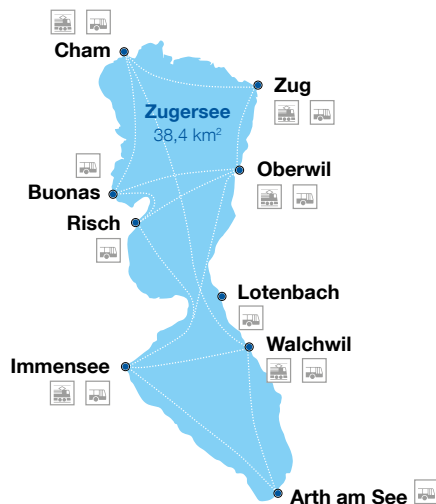 Cham
Zug
Zugersee
38,4 km²
Oberwil
Buonas
Risch
Lotenbach
Walchwil
Immensee
Arth am See